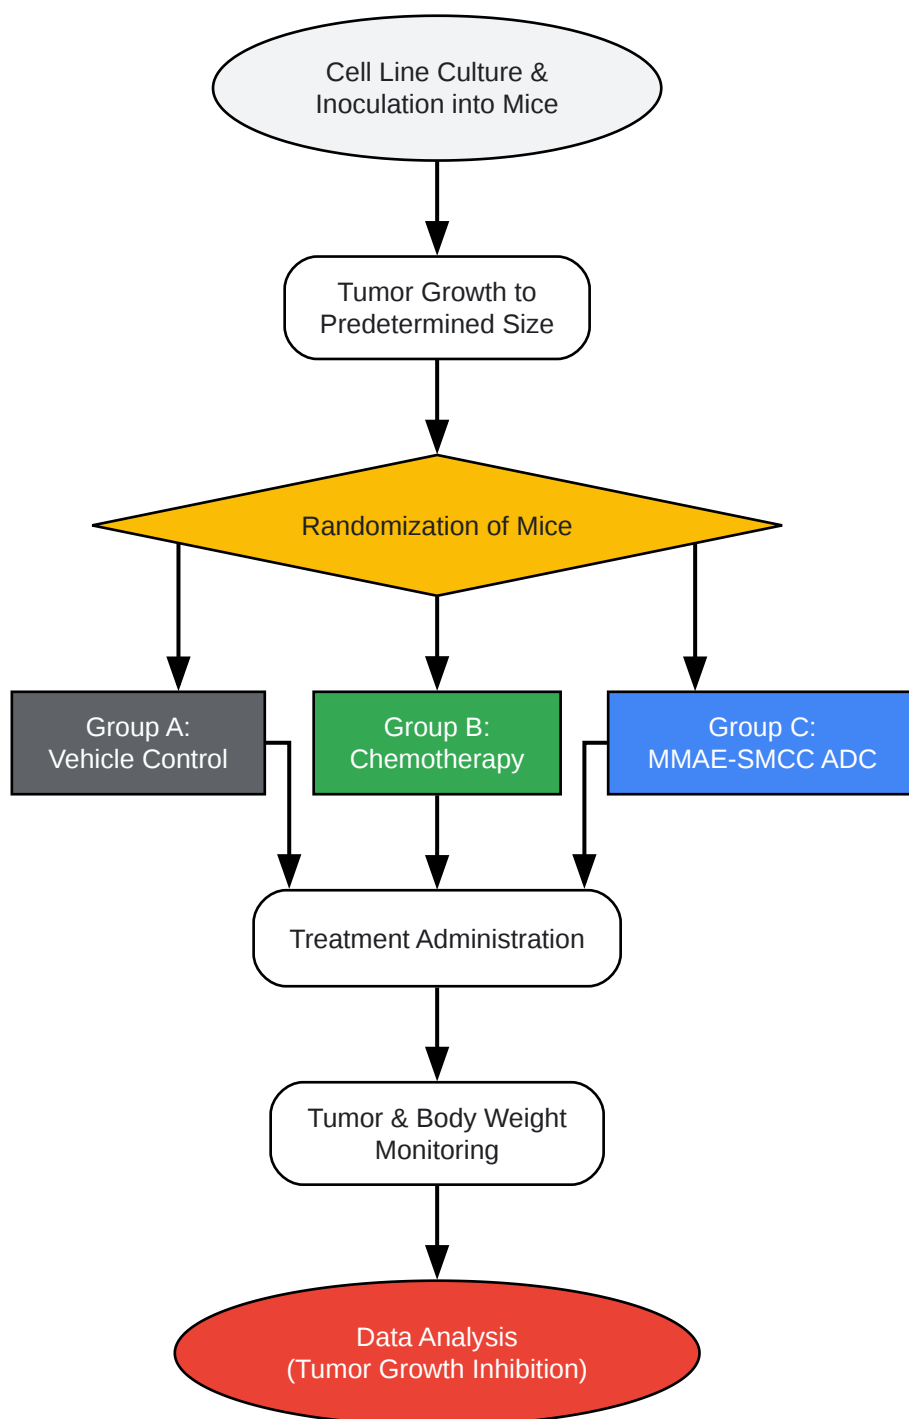 Cell Line Culture &
Inoculation into Mice
Tumor Growth to
Predetermined Size
Randomization of Mice
Group A:
Vehicle Control
Group B:
Chemotherapy
Group C:
MMAE-SMCC ADC
Treatment Administration
Tumor & Body Weight
Monitoring
Data Analysis
(Tumor Growth Inhibition)